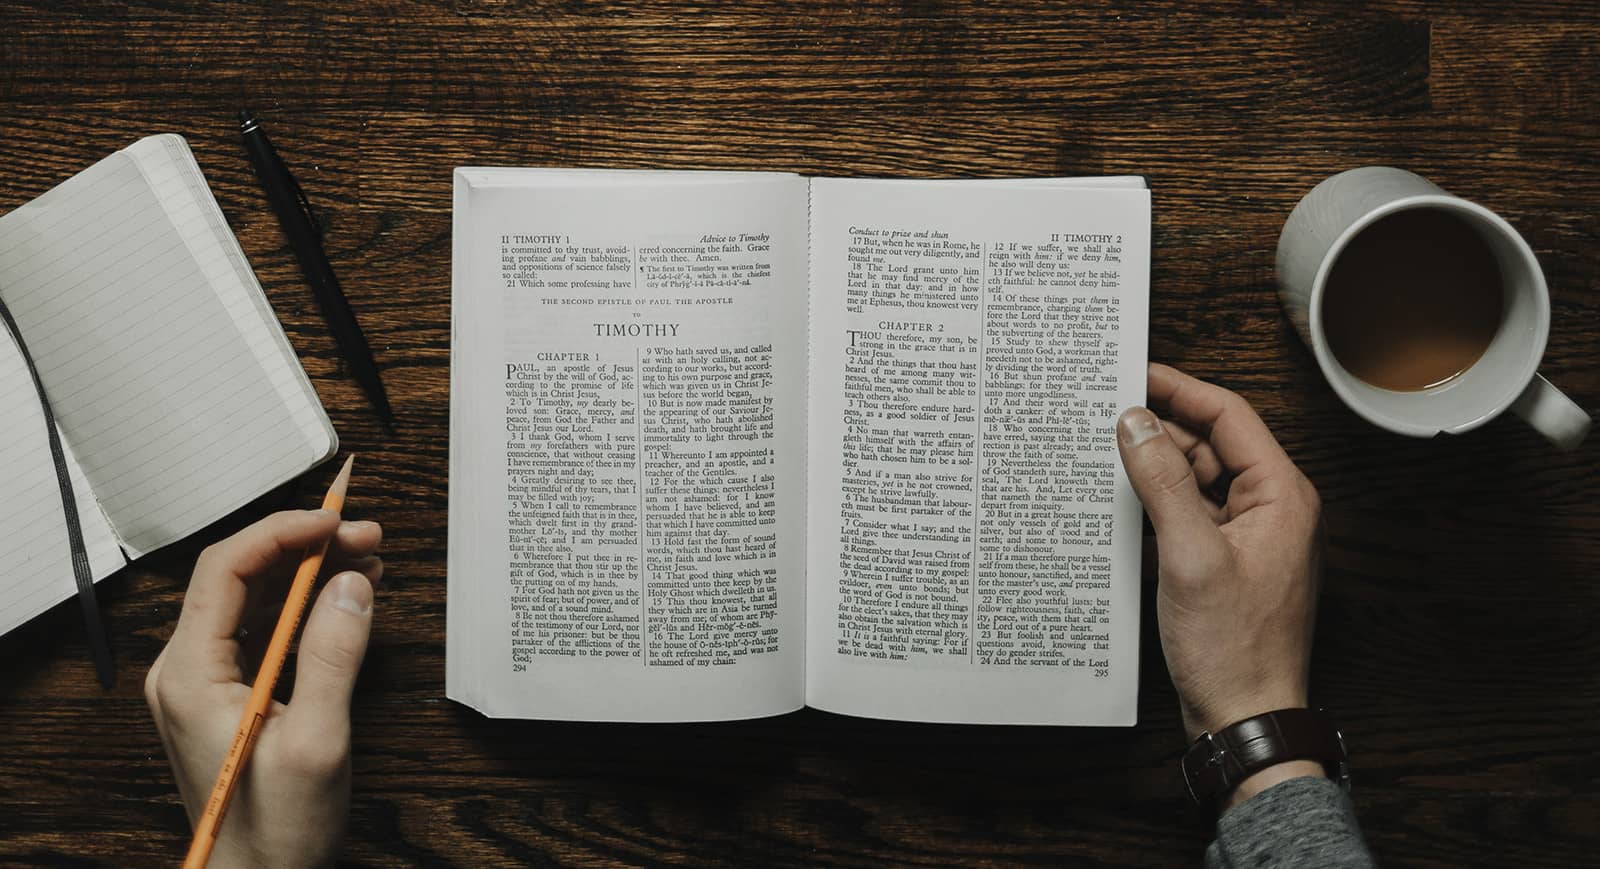 II TIMOTHY 1
Advice to Timothy
is committed to thy trust, avoid-
ing profane and vain babblings,
and oppositions of science falsely
so called:
21 Which some professing have
erred concerning the faith. Grace
be with thee. Amen.
¶ The first to Timothy was written from
Lā-ŏd-ĭ-çē′-ȧ, which is the chiefest
city of Phrўġ′-ĭ-ȧ Pȧ-cȧ-tĭ-ā′-nȧ.
THE SECOND EPISTLE OF PAUL THE APOSTLE
TO
TIMOTHY
CHAPTER 1
PAUL, an apostle of Jesus
Christ by the will of God, ac-
cording to the promise of life
which is in Christ Jesus,
2 To Timothy, my dearly be-
loved son: Grace, mercy, and
peace, from God the Father and
Christ Jesus our Lord.
3 I thank God, whom I serve
from my forefathers with pure
conscience, that without ceasing
I have remembrance of thee in my
prayers night and day;
4 Greatly desiring to see thee,
being mindful of thy tears, that I
may be filled with joy;
5 When I call to remembrance
the unfeigned faith that is in thee,
which dwelt first in thy grand-
mother Lō′-ĭs, and thy mother
Eū-nī′-çē; and I am persuaded
that in thee also.
6 Wherefore I put thee in re-
membrance that thou stir up the
gift of God, which is in thee by
the putting on of my hands.
7 For God hath not given us the
spirit of fear; but of power, and of
love, and of a sound mind.
8 Be not thou therefore ashamed
of the testimony of our Lord, nor
of me his prisoner: but be thou
partaker of the afflictions of the
gospel according to the power of
God;
294
9 Who hath saved us, and called
us with an holy calling, not ac-
cording to our works, but accord-
ing to his own purpose and grace,
which was given us in Christ Je-
sus before the world began,
10 But is now made manifest by
the appearing of our Saviour Je-
sus Christ, who hath abolished
death, and hath brought life and
immortality to light through the
gospel:
11 Whereunto I am appointed a
preacher, and an apostle, and a
teacher of the Gentiles.
12 For the which cause I also
suffer these things: nevertheless I
am not ashamed: for I know
whom I have believed, and am
persuaded that he is able to keep
that which I have committed unto
him against that day.
13 Hold fast the form of sound
words, which thou hast heard of
me, in faith and love which is in
Christ Jesus.
14 That good thing which was
committed unto thee keep by the
Holy Ghost which dwelleth in us.
15 This thou knowest, that all
they which are in Asia be turned
away from me; of whom are Phў-
ġĕl′-lŭs and Hẽr-mŏġ′-ē-nēs.
16 The Lord give mercy unto
the house of Ŏ-nēs-ĭph′-ō-rŭs; for
he oft refreshed me, and was not
ashamed of my chain:
Conduct to prize and shun
II TIMOTHY 2
17 But, when he was in Rome, he
sought me out very diligently, and
found me.
18 The Lord grant unto him
that he may find mercy of the
Lord in that day: and in how
many things he ministered unto
me at Ephesus, thou knowest very
well.
CHAPTER 2
THOU therefore, my son, be
strong in the grace that is in
Christ Jesus.
2 And the things that thou hast
heard of me among many wit-
nesses, the same commit thou to
faithful men, who shall be able to
teach others also.
3 Thou therefore endure hard-
ness, as a good soldier of Jesus
Christ.
4 No man that warreth entan-
gleth himself with the affairs of
this life; that he may please him
who hath chosen him to be a sol-
dier.
5 And if a man also strive for
masteries, yet is he not crowned,
except he strive lawfully.
6 The husbandman that labour-
eth must be first partaker of the
fruits.
7 Consider what I say; and the
Lord give thee understanding in
all things.
8 Remember that Jesus Christ of
the seed of David was raised from
the dead according to my gospel:
9 Wherein I suffer trouble, as an
evildoer, even unto bonds; but
the word of God is not bound.
10 Therefore I endure all things
for the elect's sakes, that they may
also obtain the salvation which is
in Christ Jesus with eternal glory.
11 It is a faithful saying: For if
we be dead with him, we shall
also live with him:
12 If we suffer, we shall also
reign with him: if we deny him,
he also will deny us:
13 If we believe not, yet he abid-
eth faithful: he cannot deny him-
self.
14 Of these things put them in
remembrance, charging them be-
fore the Lord that they strive not
about words to no profit, but to
the subverting of the hearers.
15 Study to shew thyself ap-
proved unto God, a workman that
needeth not to be ashamed, right-
ly dividing the word of truth.
16 But shun profane and vain
babblings: for they will increase
unto more ungodliness.
17 And their word will eat as
doth a canker: of whom is Hȳ-
mē-næ′-ŭs and Phĭ-lē′-tŭs;
18 Who concerning the truth
have erred, saying that the resur-
rection is past already; and over-
throw the faith of some.
19 Nevertheless the foundation
of God standeth sure, having this
seal, The Lord knoweth them
that are his. And, Let every one
that nameth the name of Christ
depart from iniquity.
20 But in a great house there are
not only vessels of gold and of
silver, but also of wood and of
earth; and some to honour, and
some to dishonour.
21 If a man therefore purge him-
self from these, he shall be a vessel
unto honour, sanctified, and meet
for the master's use, and prepared
unto every good work.
22 Flee also youthful lusts: but
follow righteousness, faith, char-
ity, peace, with them that call on
the Lord out of a pure heart.
23 But foolish and unlearned
questions avoid, knowing that
they do gender strifes.
24 And the servant of the Lord
295